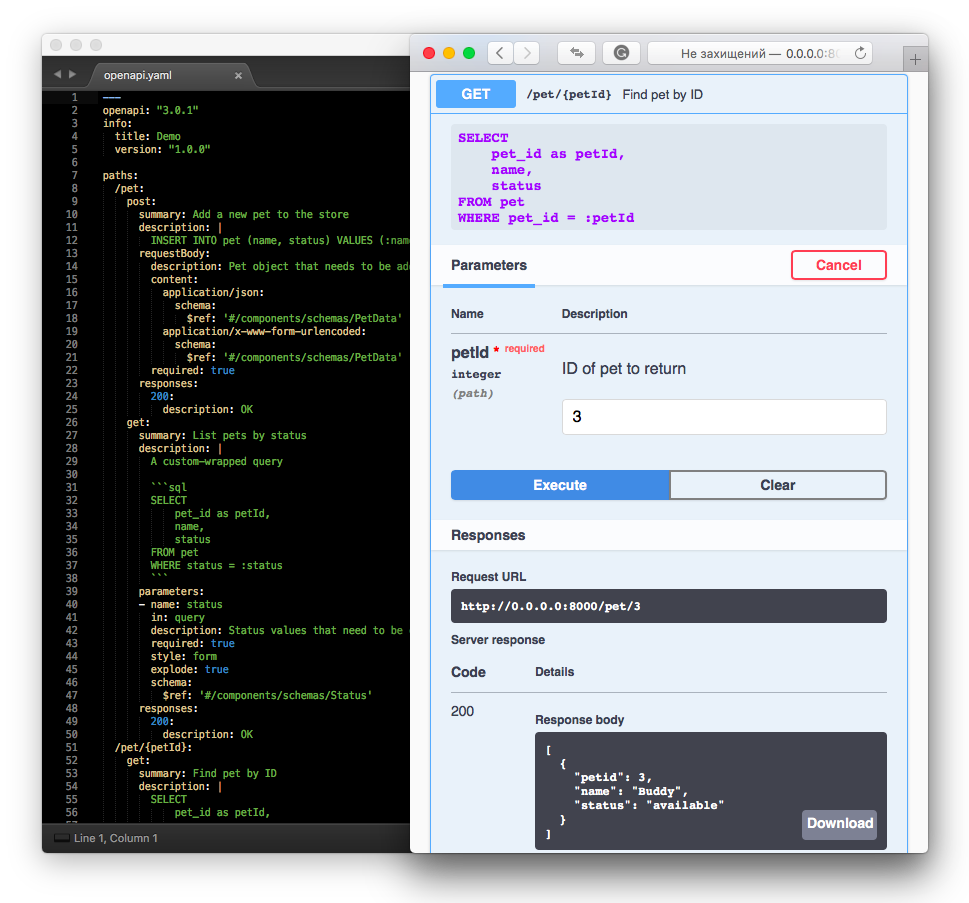 openapi.yaml
1 ---
2 openapi: "3.0.1"
3 info:
4 title: Demo
5 version: "1.0.0"
6
7 paths:
8 /pet:
9 post:
10 summary: Add a new pet to the store
11 description: |
12 INSERT INTO pet (name, status) VALUES (:name
13 requestBody:
14 description: Pet object that needs to be
15 content:
16 application/json:
17 schema:
18 $ref: '#/components/schemas/PetData'
19 application/x-www-form-urlencoded:
20 schema:
21 $ref: '#/components/schemas/PetData'
22 required: true
23 responses:
24 200:
25 description: OK
26 get:
27 summary: List pets by status
28 description: |
29 A custom-wrapped query
30
31 ```sql
32 SELECT
33 pet_id as petId,
34 name,
35 status
36 FROM pet
37 WHERE status = :status
38 ```
39 parameters:
40 - name: status
41 in: query
42 description: Status values that need to be
43 required: true
44 style: form
45 explode: true
46 schema:
47 $ref: '#/components/schemas/Status'
48 responses:
49 200:
50 description: OK
51 /pet/{petId}:
52 get:
53 summary: Find pet by ID
54 description: |
55 SELECT
56 pet_id as petId,
Line 1, Column 1
Не захищений — 0.0.0.0:80
GET /pet/{petId} Find pet by ID
SELECT
pet_id as petId,
name,
status
FROM pet
WHERE pet_id = :petId
Parameters Cancel
Name Description
petId * required
integer
(path)
ID of pet to return
3
Execute Clear
Responses
Request URL
http://0.0.0.0:8000/pet/3
Server response
Code Details
200
Response body
[
{
"petid": 3,
"name": "Buddy",
"status": "available"
}
]
Download